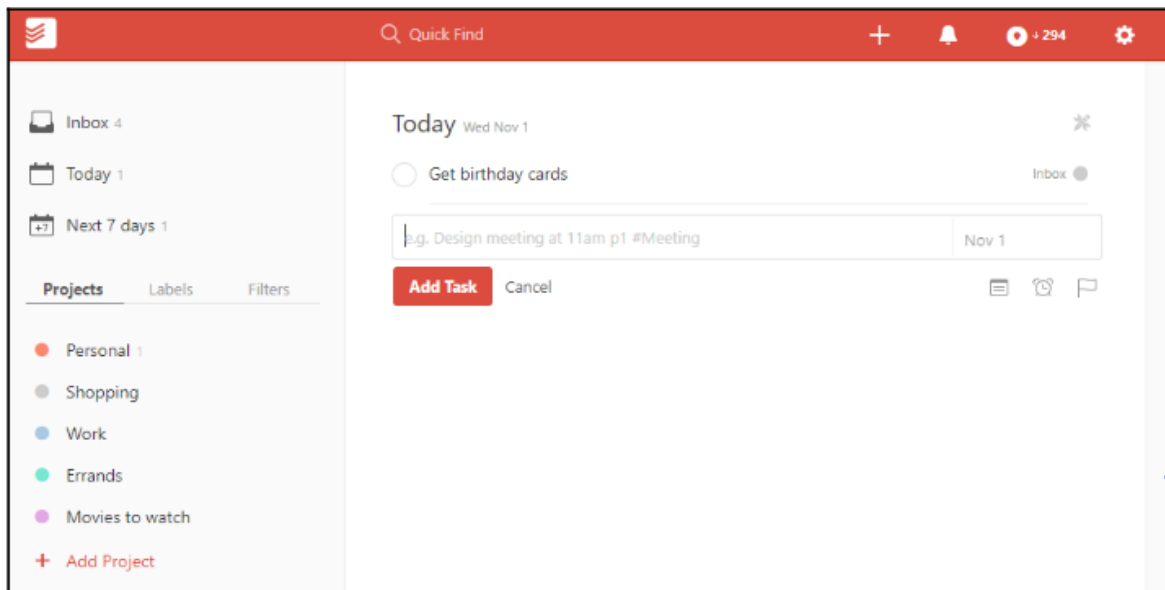 Quick Find
294
Inbox 4
Today 1
+7 Next 7 days 1
Projects Labels Filters
Personal 1
Shopping
Work
Errands
Movies to watch
+ Add Project
Today Wed Nov 1
Get birthday cards Inbox
e.g. Design meeting at 11am p1 #Meeting Nov 1
Add Task Cancel